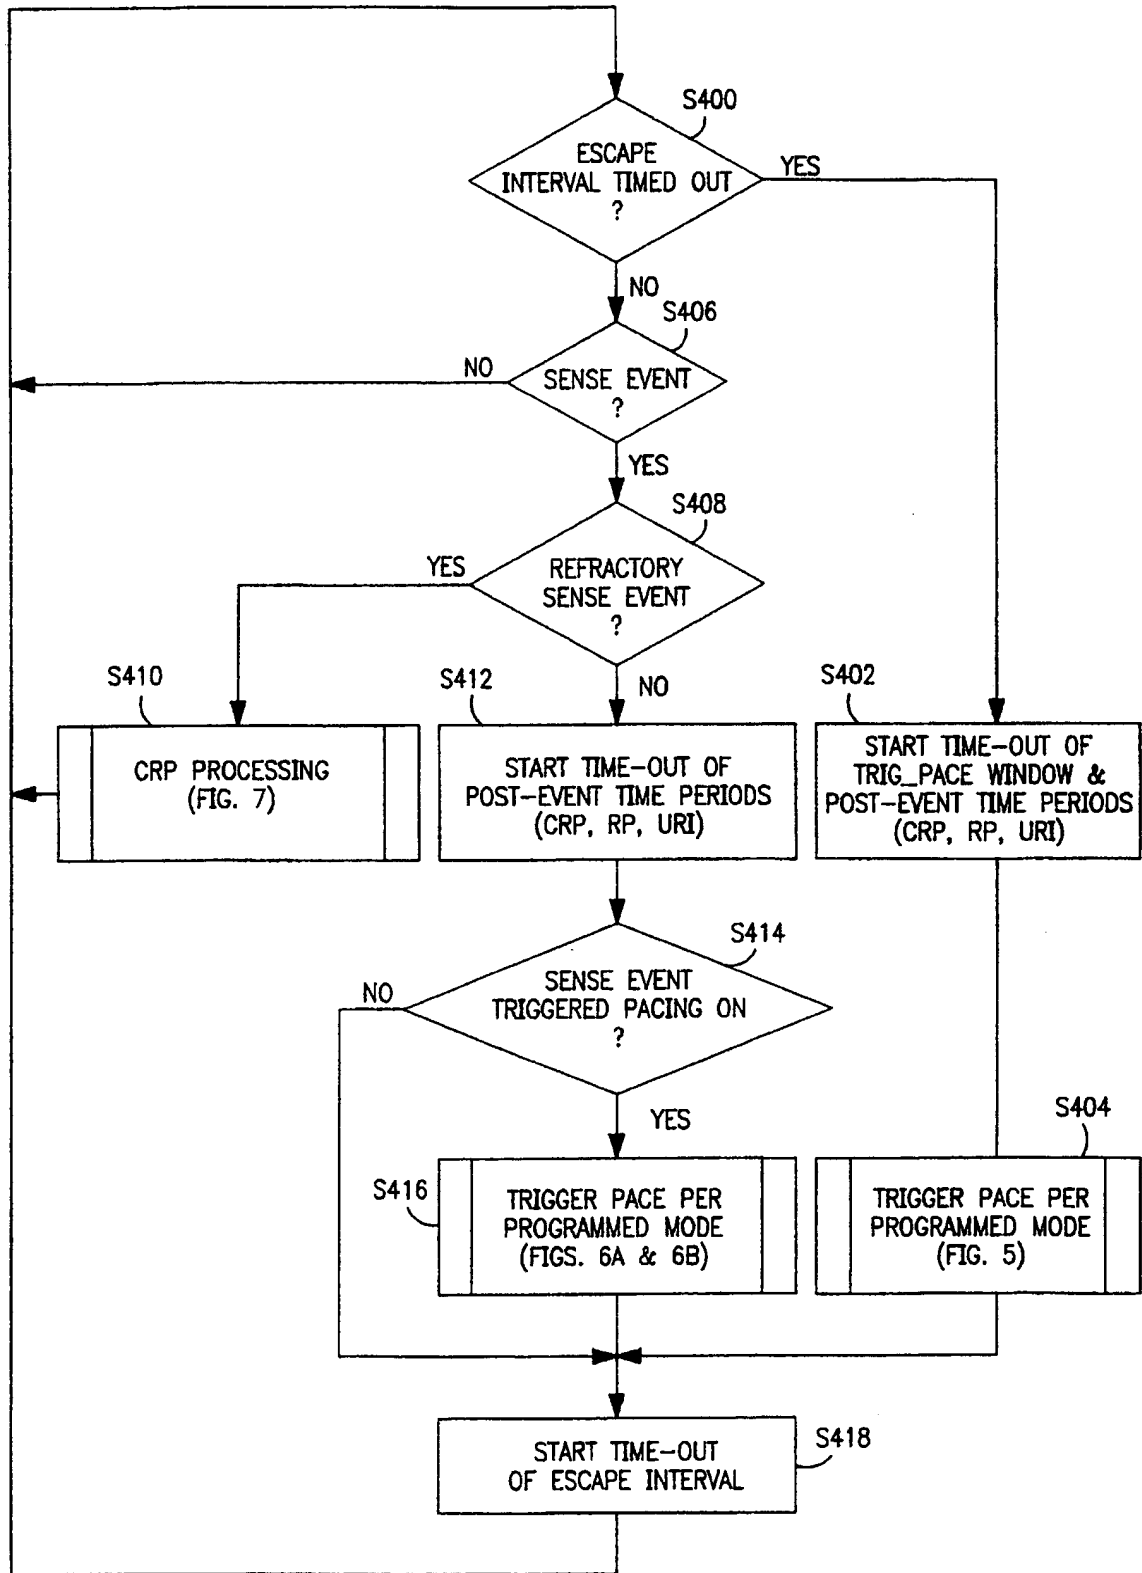 S400
ESCAPE
INTERVAL TIMED OUT
?
YES
NO
S406
NO
SENSE EVENT
?
YES
S408
YES
REFRACTORY
SENSE EVENT
?
NO
S410
CRP PROCESSING
(FIG. 7)
S412
START TIME-OUT OF
POST-EVENT TIME PERIODS
(CRP, RP, URI)
S402
START TIME-OUT OF
TRIG_PACE WINDOW &
POST-EVENT TIME PERIODS
(CRP, RP, URI)
S414
NO
SENSE EVENT
TRIGGERED PACING ON
?
YES
S416
TRIGGER PACE PER
PROGRAMMED MODE
(FIGS. 6A & 6B)
S404
TRIGGER PACE PER
PROGRAMMED MODE
(FIG. 5)
S418
START TIME-OUT
OF ESCAPE INTERVAL